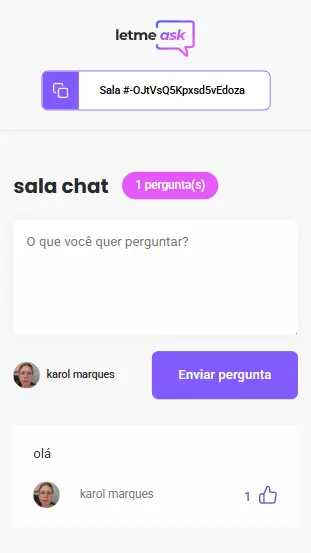 letmeask
Sala #-OJtVsQ5Kpxsd5vEdoza
sala chat 1 pergunta(s)
O que você quer perguntar?
karol marques Enviar pergunta
olá
karol marques 1